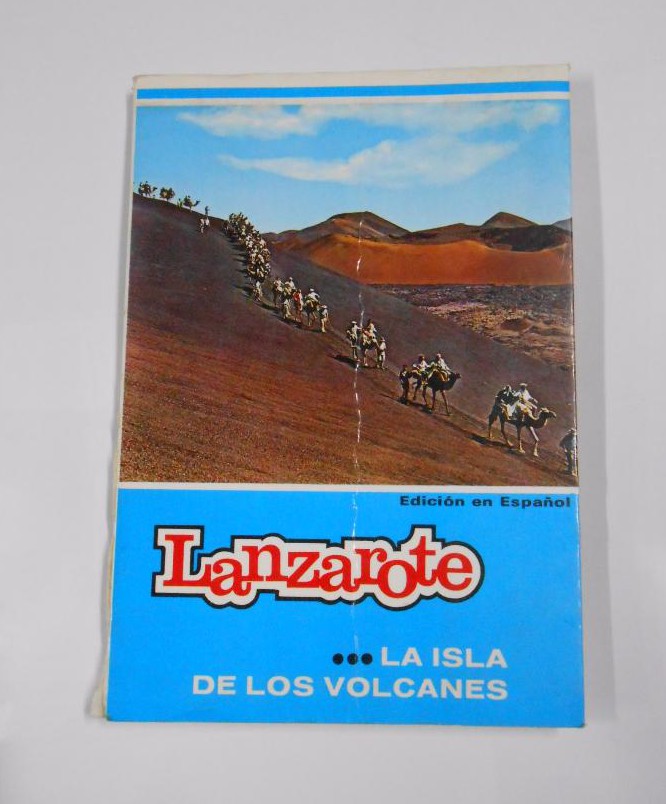 Edición en Español
Lanzarote
...LA ISLA
DE LOS VOLCANES